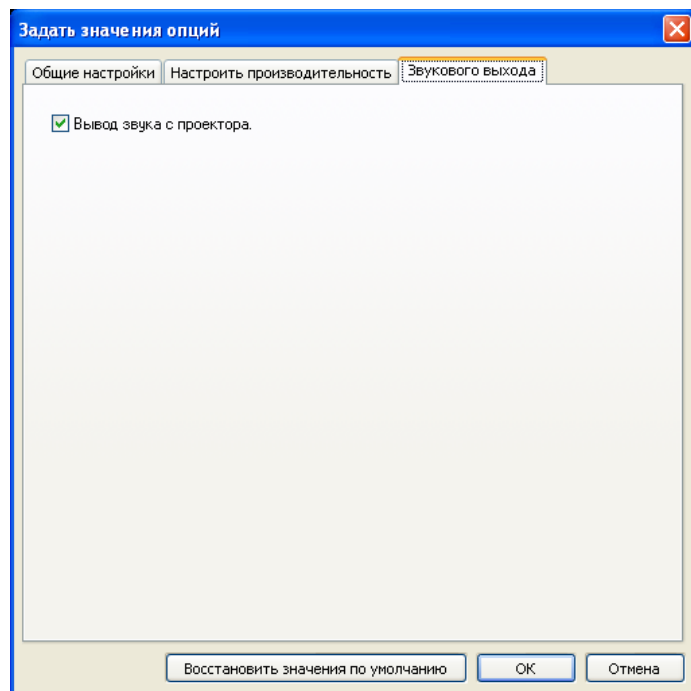 Задать значения опций
Общие настройки Настроить производительность Звукового выхода
Вывод звука с проектора.
Восстановить значения по умолчанию OK Отмена